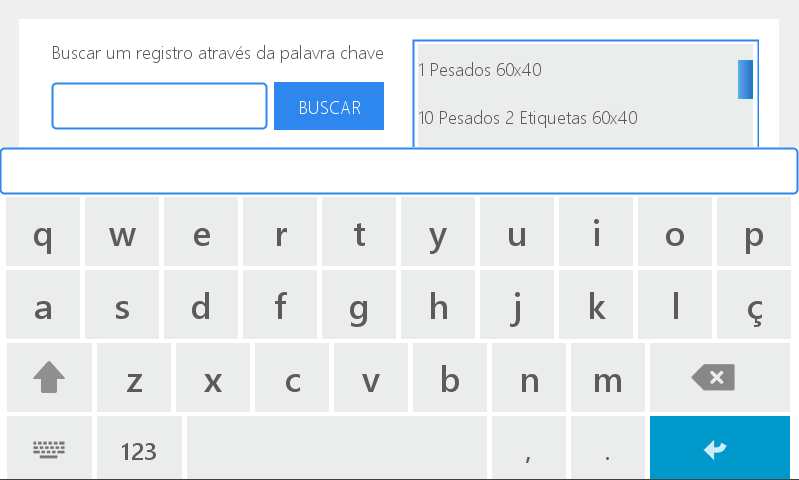 Buscar um registro através da palavra chave
BUSCAR
1 Pesados 60x40
10 Pesados 2 Etiquetas 60x40
q w e r t y u i o p
a s d f g h j k l ç
z x c v b n m
123 , .